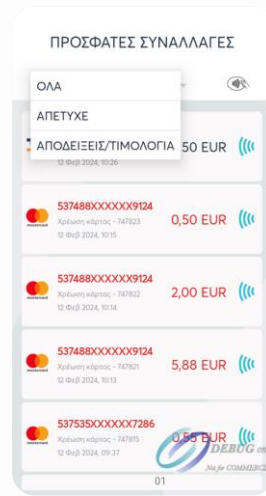 ΠΡΟΣΦΑΤΕΣ ΣΥΝΑΛΛΑΓΕΣ
ΟΛΑ
ΑΠΕΤΥΧΕ
ΑΠΟΔΕΙΞΕΙΣ/ΤΙΜΟΛΟΓΙΑ
50 EUR
12 Φεβ 2024, 10:26
537488XXXXXX9124
Χρέωση κάρτας - 747823
0,50 EUR
12 Φεβ 2024, 10:15
537488XXXXXX9124
Χρέωση κάρτας - 747822
2,00 EUR
12 Φεβ 2024, 10:14
537488XXXXXX9124
Χρέωση κάρτας - 747821
5,88 EUR
12 Φεβ 2024, 10:13
537535XXXXXX7286
Χρέωση κάρτας - 747815
0,55 EUR
12 Φεβ 2024, 09:37
DEBUG on
COMMERCE
01